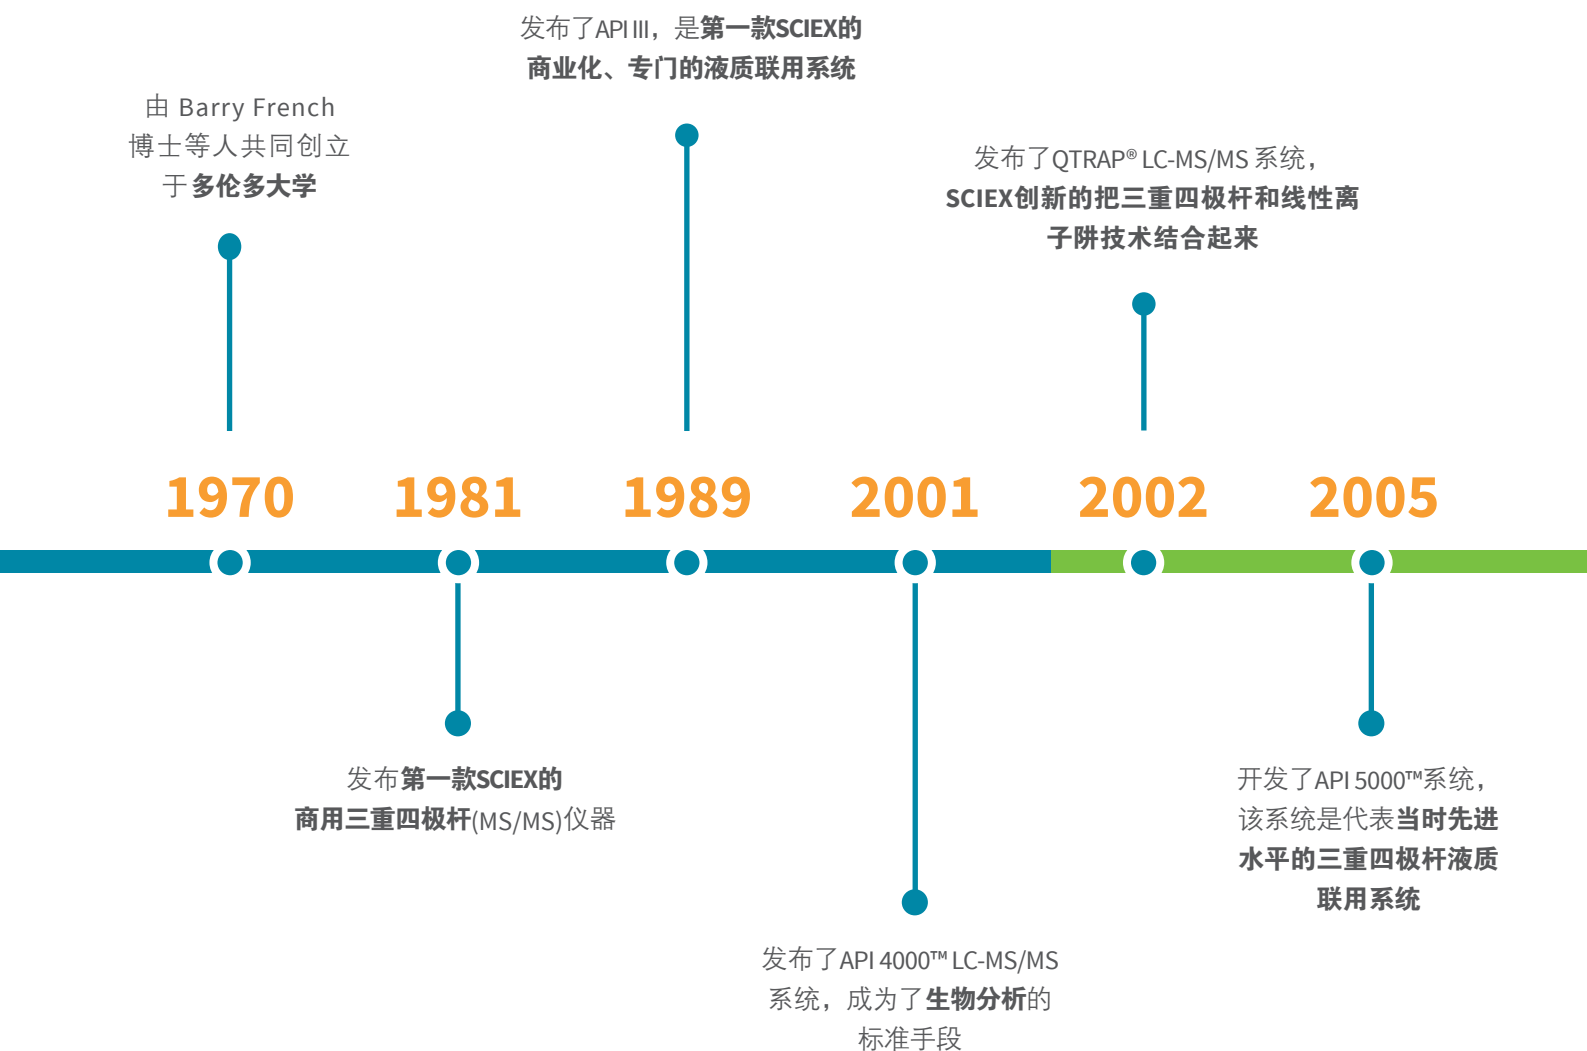 发布了API III，是第一款SCIEX的
商业化、专门的液质联用系统
由 Barry French
博士等人共同创立
于多伦多大学
发布了QTRAP® LC-MS/MS 系统，
SCIEX创新的把三重四极杆和线性离
子阱技术结合起来
1970
1981
1989
2001
2002
2005
发布第一款SCIEX的
商用三重四极杆(MS/MS)仪器
开发了API 5000™系统，
该系统是代表当时先进
水平的三重四极杆液质
联用系统
发布了API 4000™ LC-MS/MS
系统，成为了生物分析的
标准手段